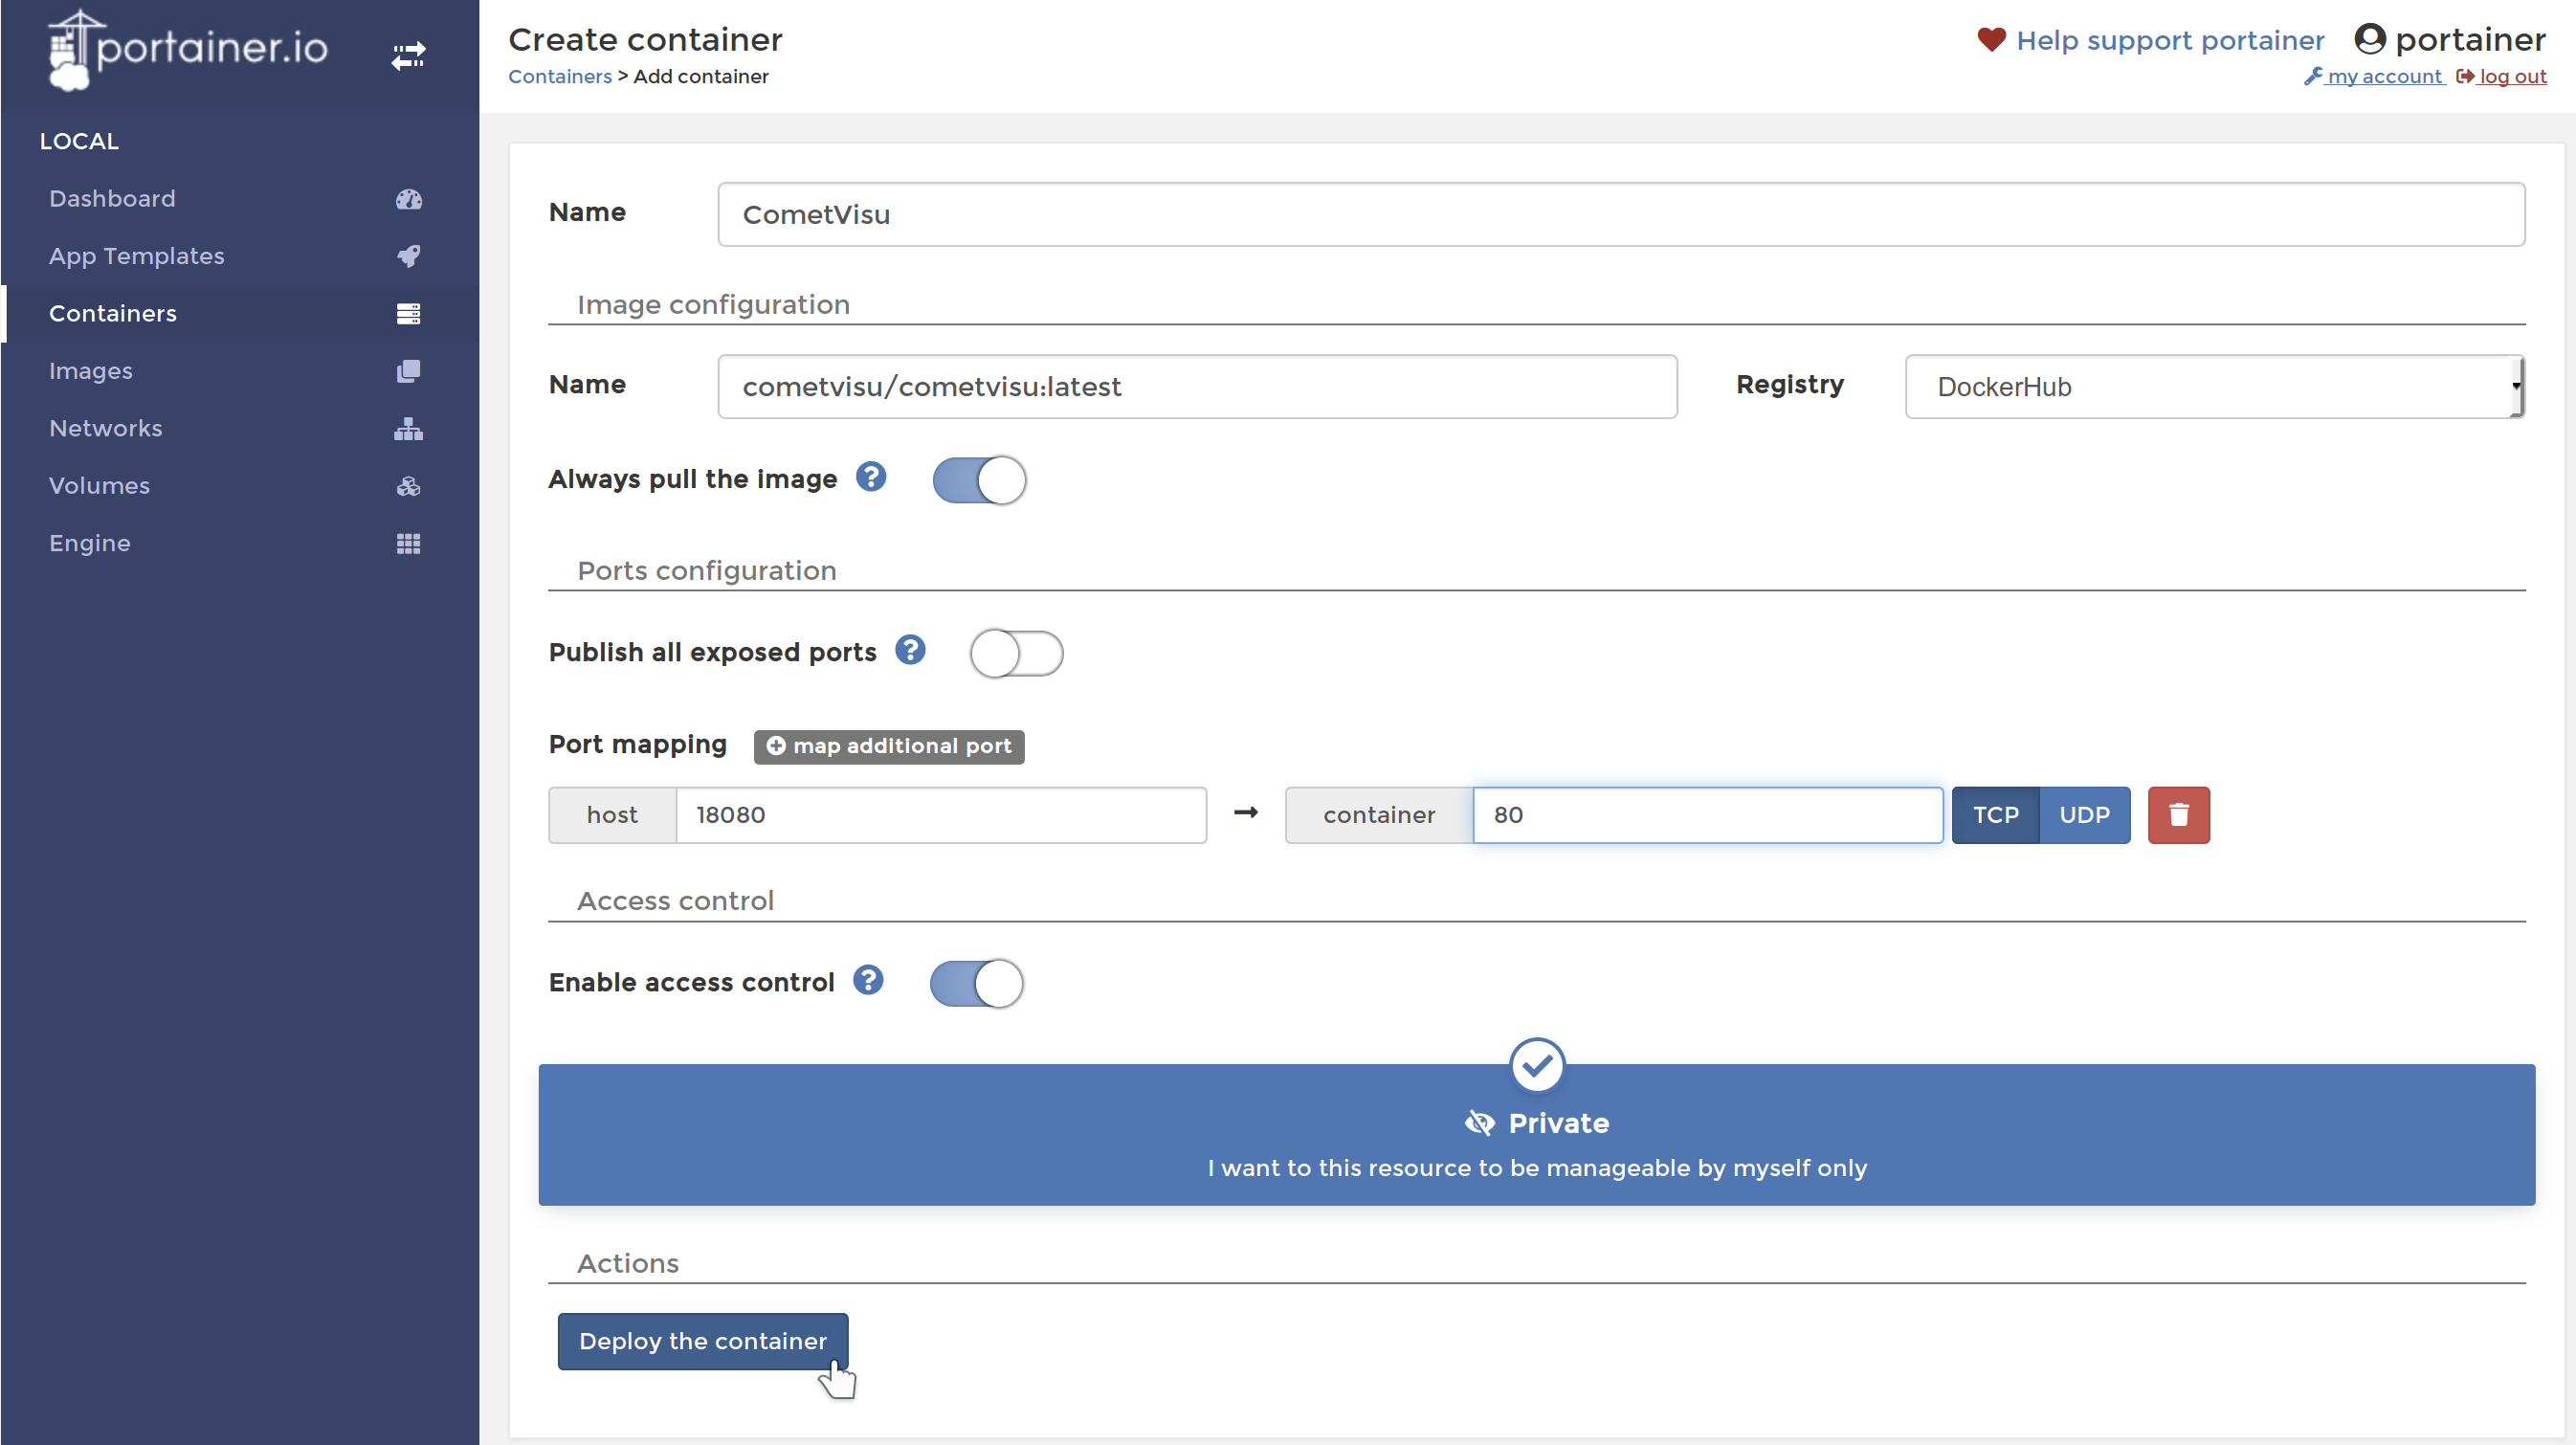 portainer.io
LOCAL
Dashboard
App Templates
Containers
Images
Networks
Volumes
Engine
Create container
Containers > Add container
Help support portainer
portainer
my account
log out
Name
CometVisu
Image configuration
Name
cometvisu/cometvisu:latest
Registry
DockerHub
Always pull the image ?
Ports configuration
Publish all exposed ports ?
Port mapping
map additional port
host
18080
container
80
TCP
UDP
Access control
Enable access control ?
Private
I want to this resource to be manageable by myself only
Actions
Deploy the container